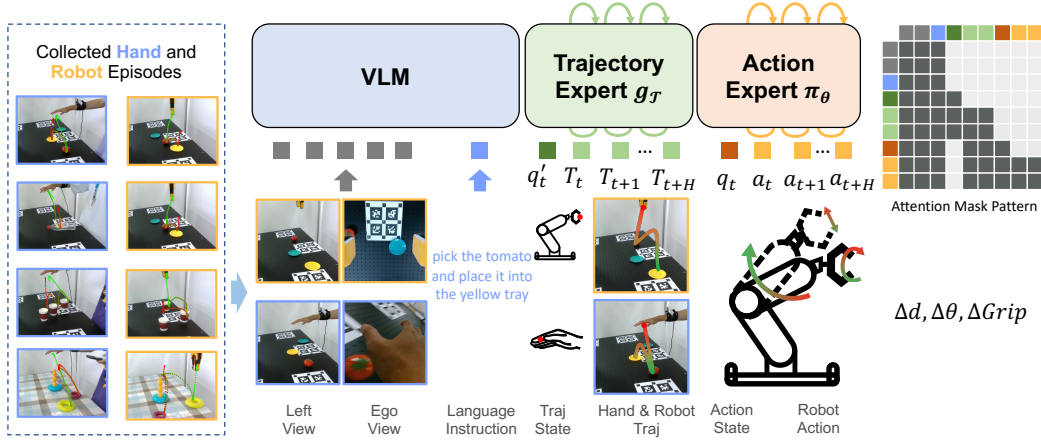 Collected Hand and
Robot Episodes
VLM
Trajectory
Expert g_𝒯
Action
Expert π_θ
q′_t T_t T_{t+1} ... T_{t+H}
q_t a_t a_{t+1} ... a_{t+H}
Attention Mask Pattern
pick the tomato
and place it into
the yellow tray
Δd, Δθ, ΔGrip
Left
View
Ego
View
Language
Instruction
Traj
State
Hand & Robot
Traj
Action
State
Robot
Action